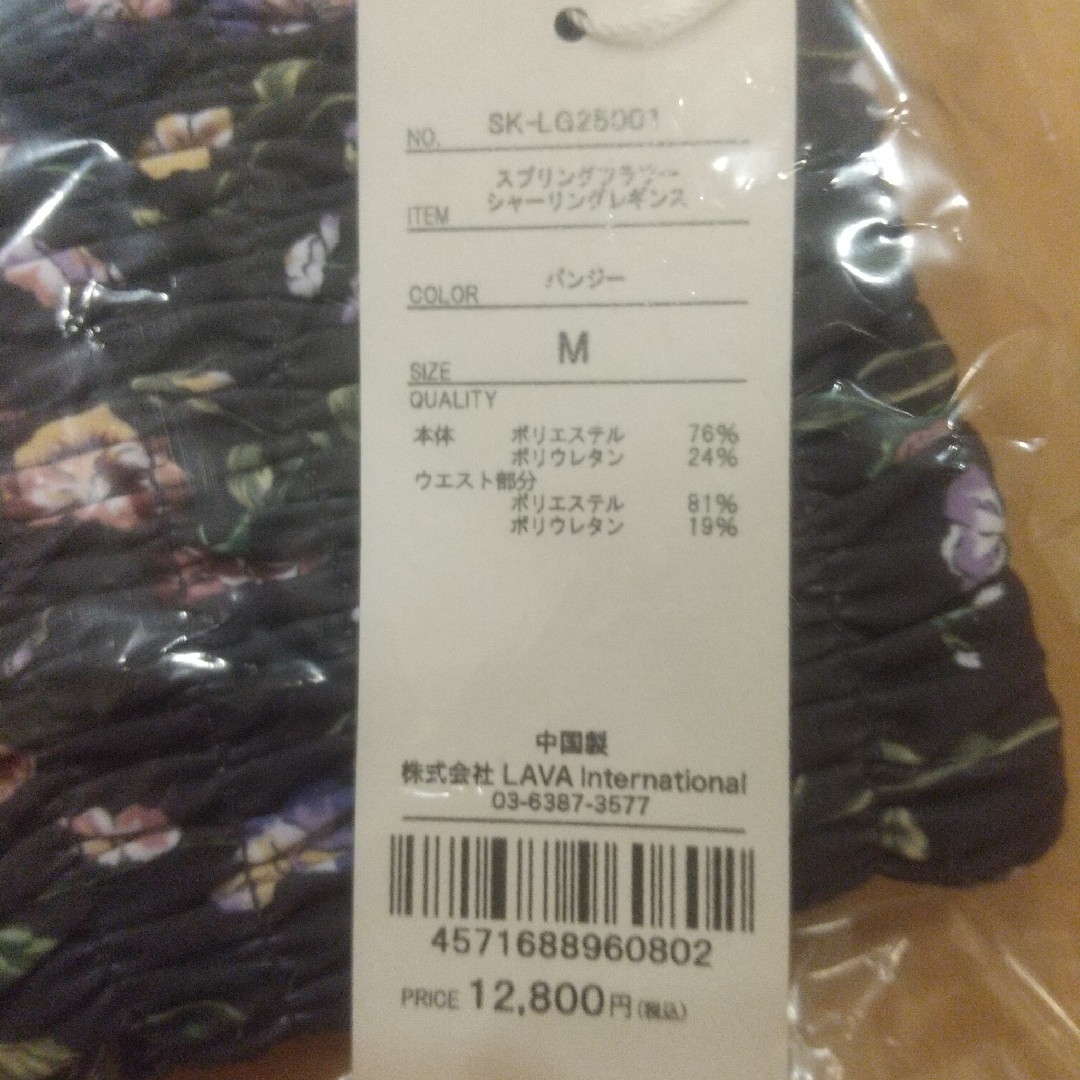 NO. SK-LG25001
スプリングフラワー
ITEM シャーリングレギンス
COLOR パンジー
SIZE M
QUALITY
本体 ポリエステル 76%
ポリウレタン 24%
ウエスト部分
ポリエステル 81%
ポリウレタン 19%
中国製
株式会社 LAVA International
03-6387-3577
4571688960802
PRICE 12,800円(税込)